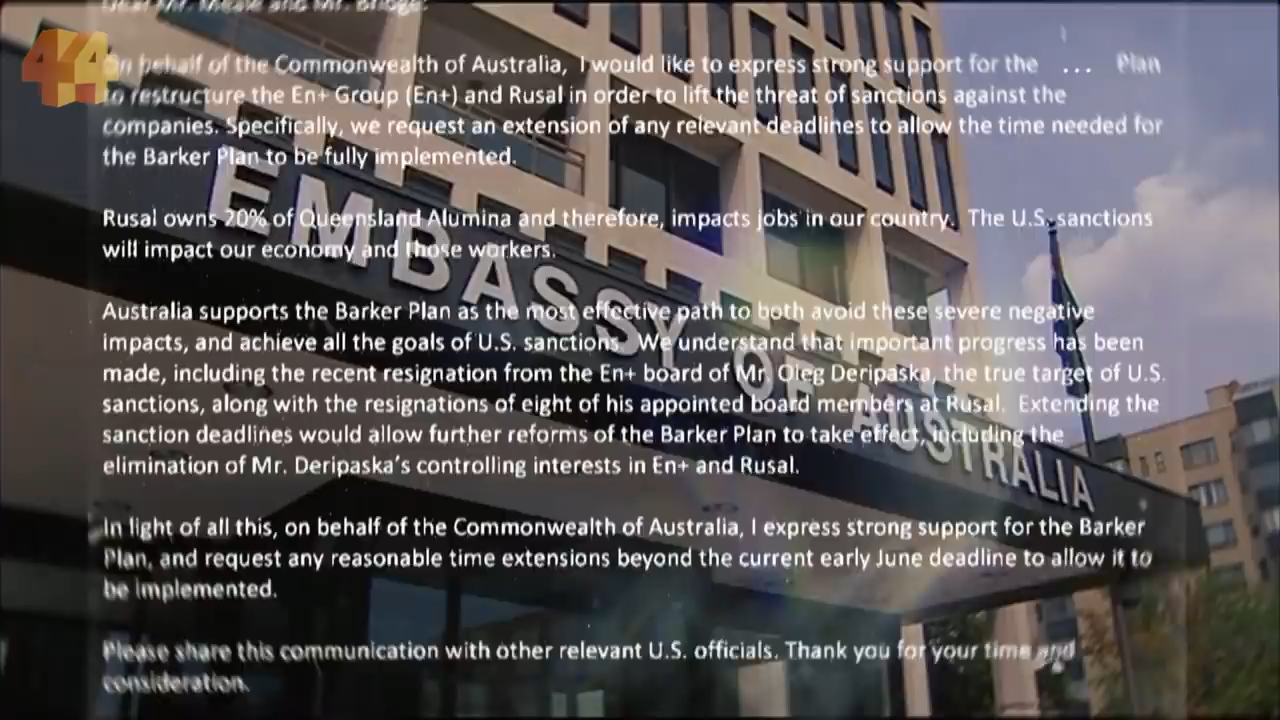 Dear Mr. Meale and Mr. Bridge:
On behalf of the Commonwealth of Australia, I would like to express strong support for the ... Plan
to restructure the En+ Group (En+) and Rusal in order to lift the threat of sanctions against the
companies. Specifically, we request an extension of any relevant deadlines to allow the time needed for
the Barker Plan to be fully implemented.
Rusal owns 20% of Queensland Alumina and therefore, impacts jobs in our country. The U.S. sanctions
will impact our economy and those workers.
Australia supports the Barker Plan as the most effective path to both avoid these severe negative
impacts, and achieve all the goals of U.S. sanctions. We understand that important progress has been
made, including the recent resignation from the En+ board of Mr. Oleg Deripaska, the true target of U.S.
sanctions, along with the resignations of eight of his appointed board members at Rusal. Extending the
sanction deadlines would allow further reforms of the Barker Plan to take effect, including the
elimination of Mr. Deripaska's controlling interests in En+ and Rusal.
In light of all this, on behalf of the Commonwealth of Australia, I express strong support for the Barker
Plan, and request any reasonable time extensions beyond the current early June deadline to allow it to
be implemented.
Please share this communication with other relevant U.S. officials. Thank you for your time and
consideration.
EMBASSY OF AUSTRALIA
44